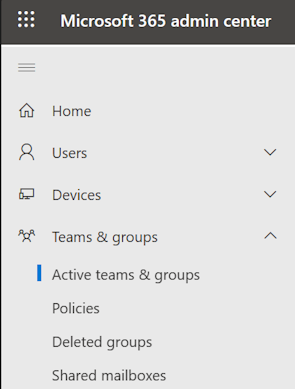 Microsoft 365 admin center
Home
Users
Devices
Teams & groups
Active teams & groups
Policies
Deleted groups
Shared mailboxes